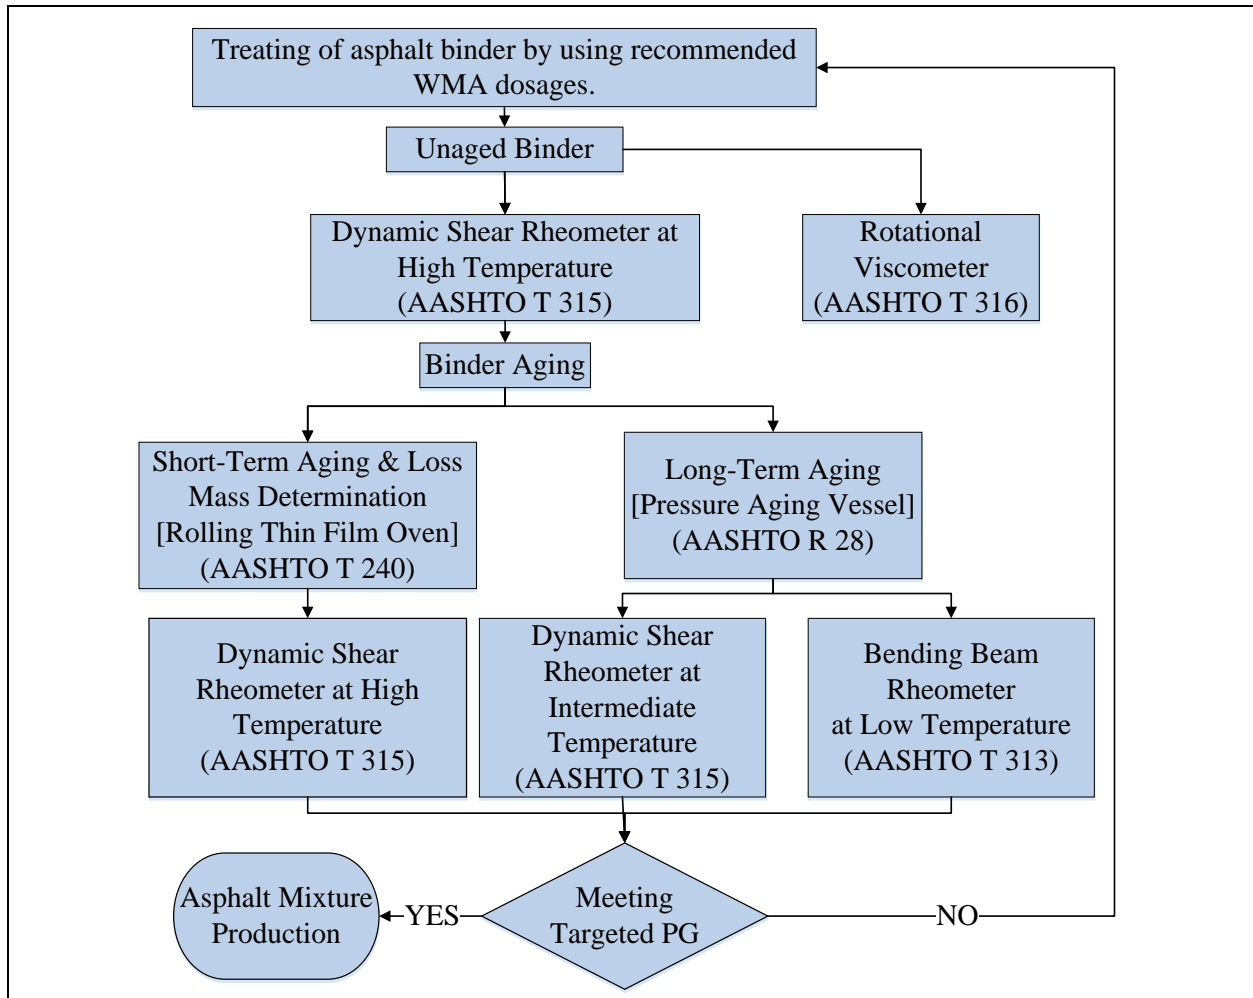 Treating of asphalt binder by using recommended
WMA dosages.
Unaged Binder
Dynamic Shear Rheometer at
High Temperature
(AASHTO T 315)
Rotational
Viscometer
(AASHTO T 316)
Binder Aging
Short-Term Aging & Loss
Mass Determination
[Rolling Thin Film Oven]
(AASHTO T 240)
Long-Term Aging
[Pressure Aging Vessel]
(AASHTO R 28)
Dynamic Shear
Rheometer at High
Temperature
(AASHTO T 315)
Dynamic Shear
Rheometer at
Intermediate
Temperature
(AASHTO T 315)
Bending Beam
Rheometer
at Low Temperature
(AASHTO T 313)
Asphalt Mixture
Production
YES
Meeting
Targeted PG
NO